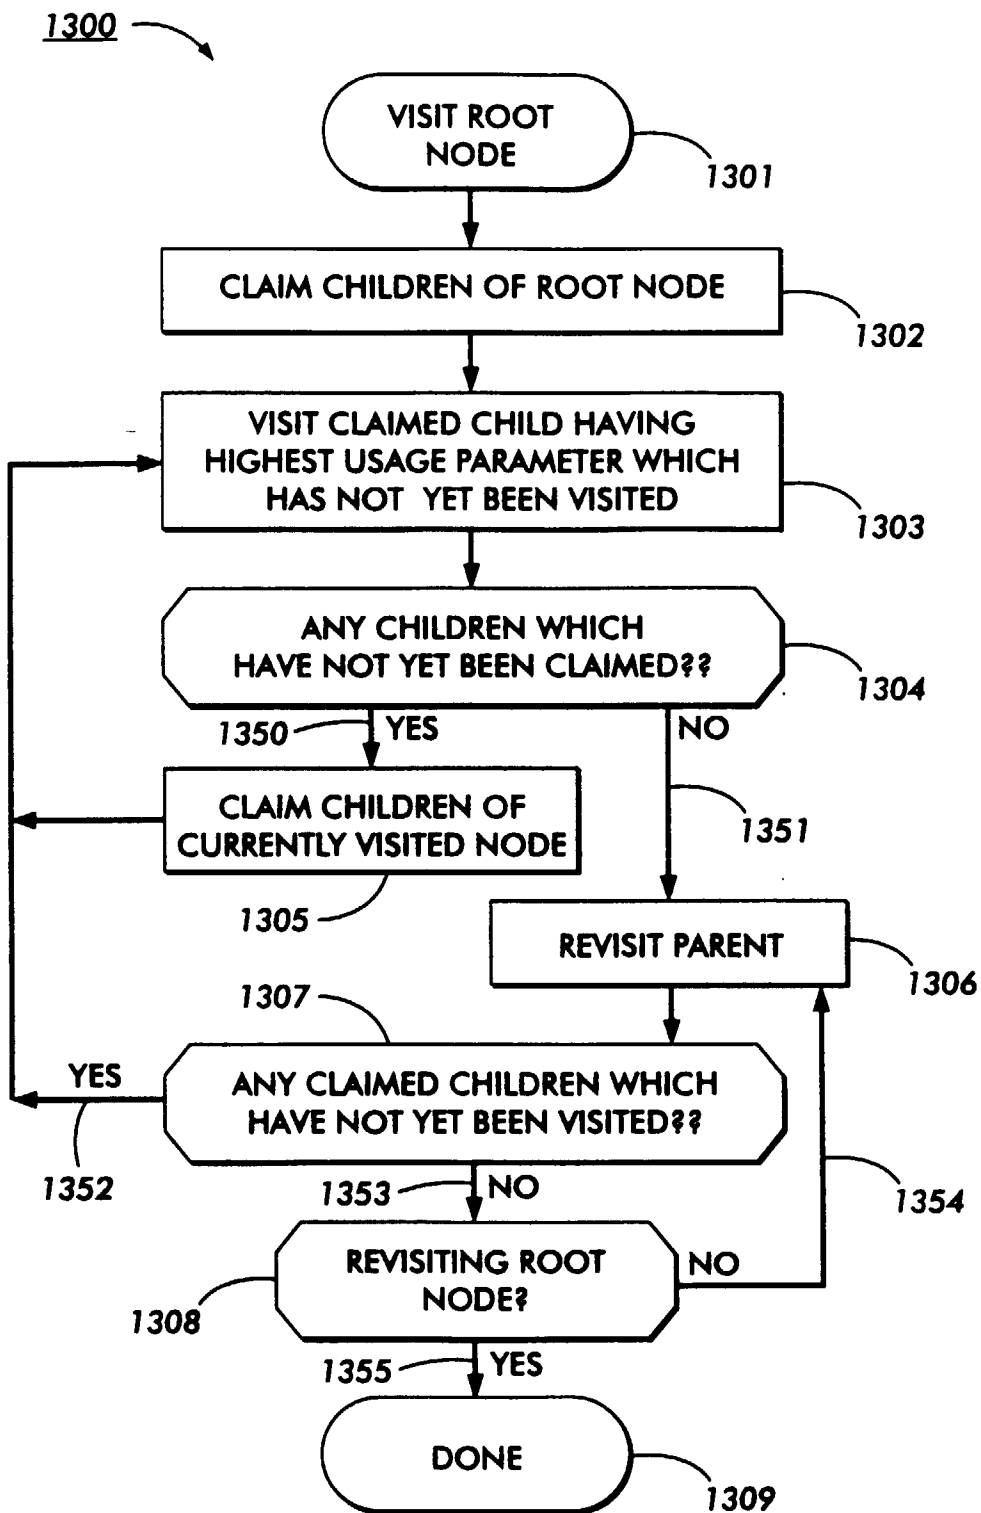 1300
VISIT ROOT
NODE
1301
CLAIM CHILDREN OF ROOT NODE
1302
VISIT CLAIMED CHILD HAVING
HIGHEST USAGE PARAMETER WHICH
HAS NOT YET BEEN VISITED
1303
ANY CHILDREN WHICH
HAVE NOT YET BEEN CLAIMED??
1304
1350
YES
NO
CLAIM CHILDREN OF
CURRENTLY VISITED NODE
1351
1305
REVISIT PARENT
1306
1307
YES
ANY CLAIMED CHILDREN WHICH
HAVE NOT YET BEEN VISITED??
1352
1353
NO
1354
REVISITING ROOT
NODE?
NO
1308
1355
YES
DONE
1309